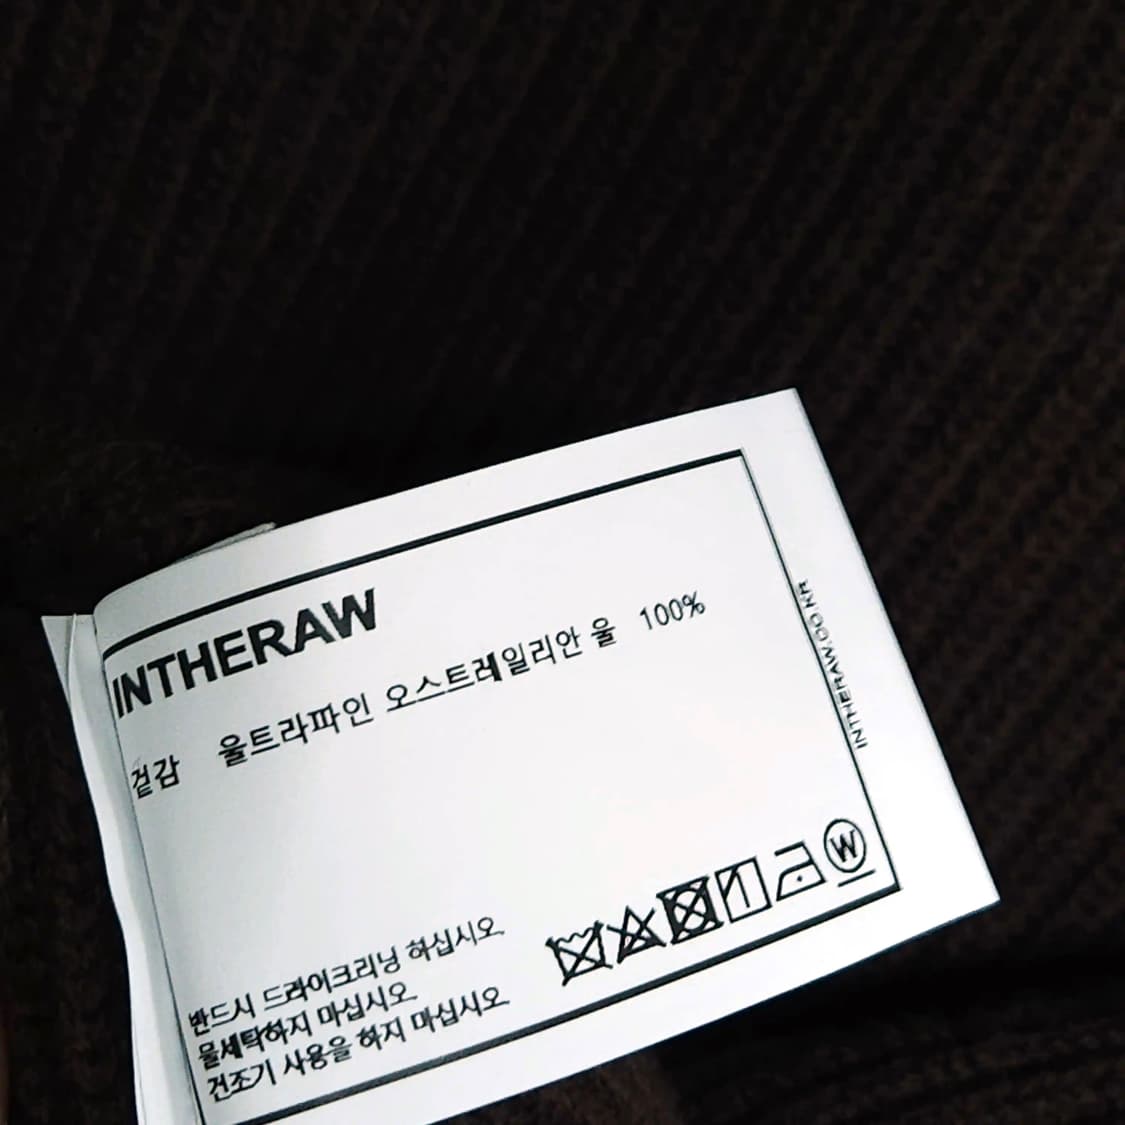 INTHERAW
겉감 울트라파인 오스트레일리안 울 100%
반드시 드라이크리닝 하십시오
물세탁하지 마십시오
건조기 사용을 하지 마십시오
W
INTHERAW.CO.KR